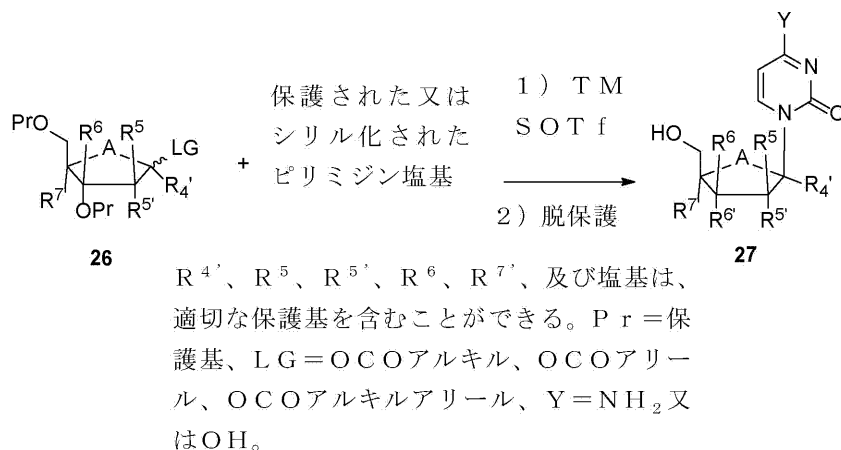 Y
N
N
O
PrO
R⁶
R⁵
A
LG
R⁷
OPr
R₅'
R₄'
26
+
保護された又は
シリル化された
ピリミジン塩基
1) TM
SOTf
2) 脱保護
HO
R⁶
R⁵
A
R₄'
R⁷
R⁶'
R⁵'
27
R⁴'、R⁵、R⁵'、R⁶、R⁷'、及び塩基は、
適切な保護基を含むことができる。Pr=保
護基、LG=OCOアルキル、OCOアリー
ル、OCOアルキルアリール、Y=NH₂又
はOH。